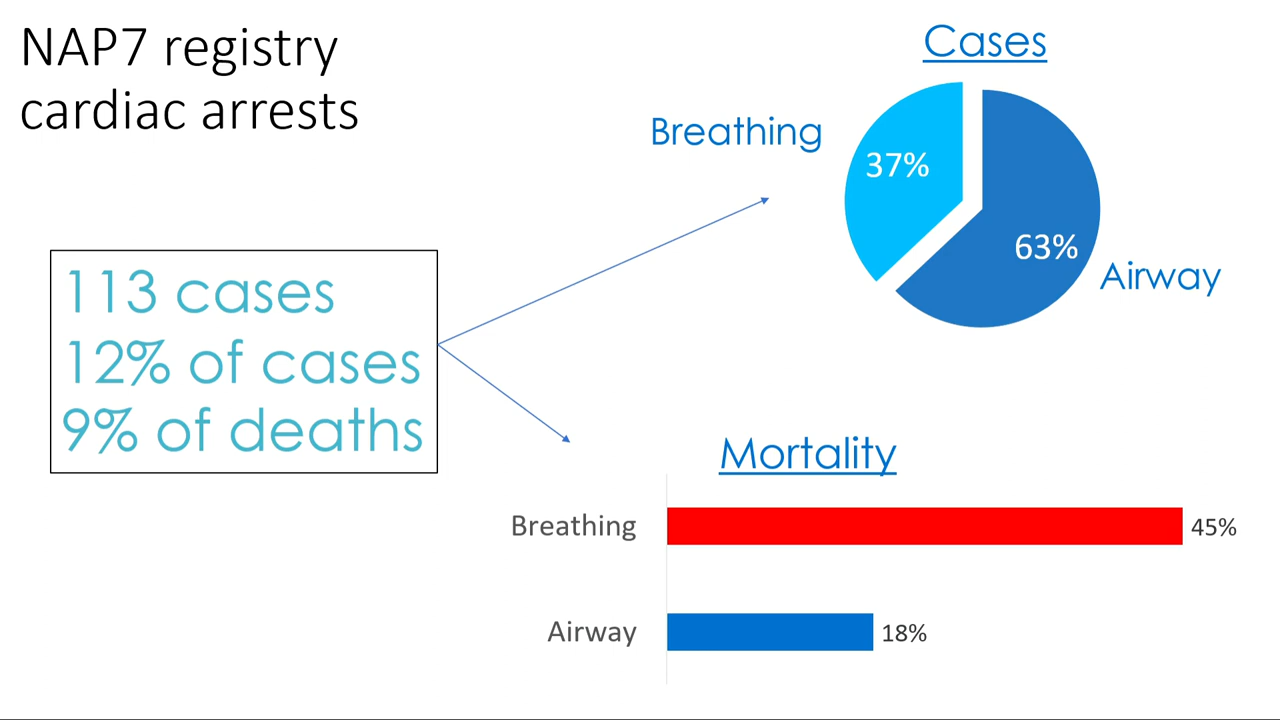 NAP7 registry
cardiac arrests
113 cases
12% of cases
9% of deaths
Cases
Breathing
37%
63%
Airway
Mortality
Breathing
45%
Airway
18%